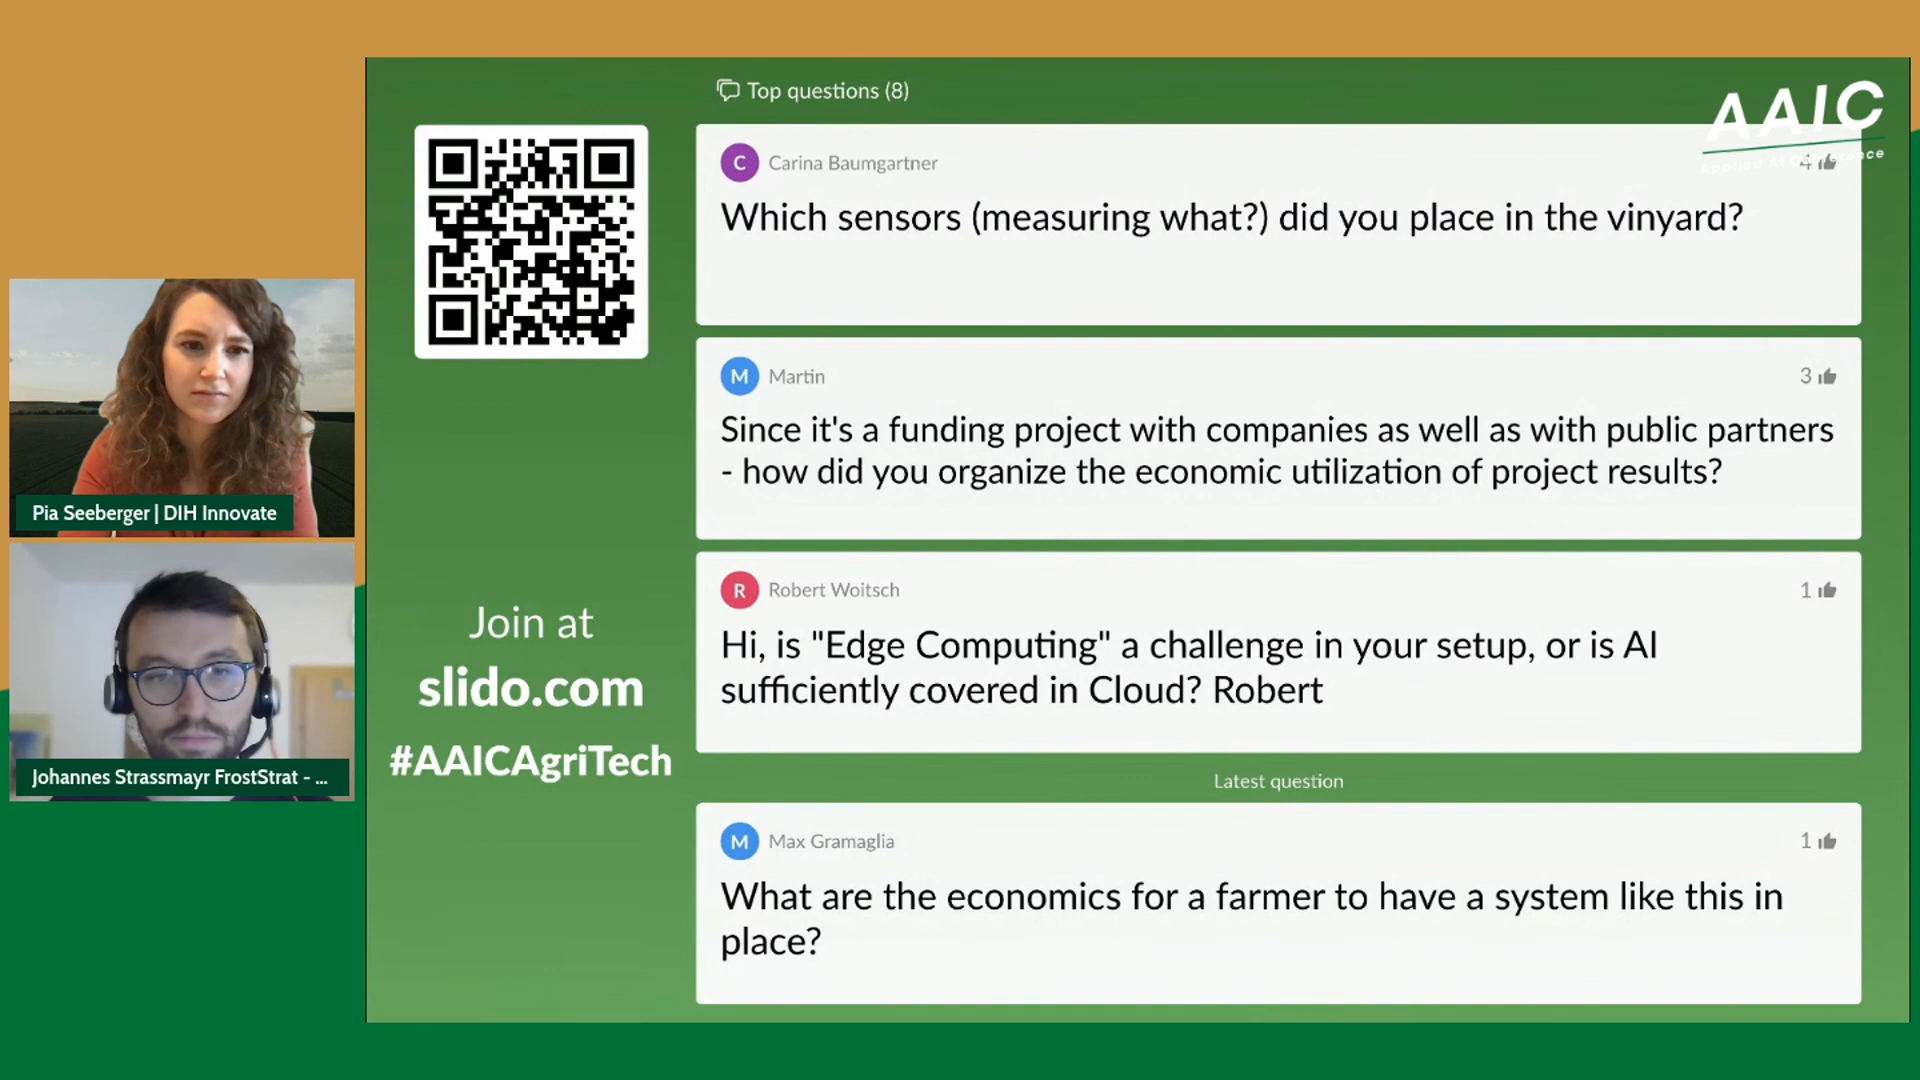 Top questions (8)
AAIC
Applied AI Conference
Carina Baumgartner
4
Which sensors (measuring what?) did you place in the vinyard?
Martin
3
Since it's a funding project with companies as well as with public partners
- how did you organize the economic utilization of project results?
Robert Woitsch
1
Hi, is "Edge Computing" a challenge in your setup, or is AI
sufficiently covered in Cloud? Robert
Latest question
Max Gramaglia
1
What are the economics for a farmer to have a system like this in
place?
C
M
R
M
Join at
slido.com
#AAICAgriTech
Pia Seeberger | DIH Innovate
Johannes Strassmayr FrostStrat - ...